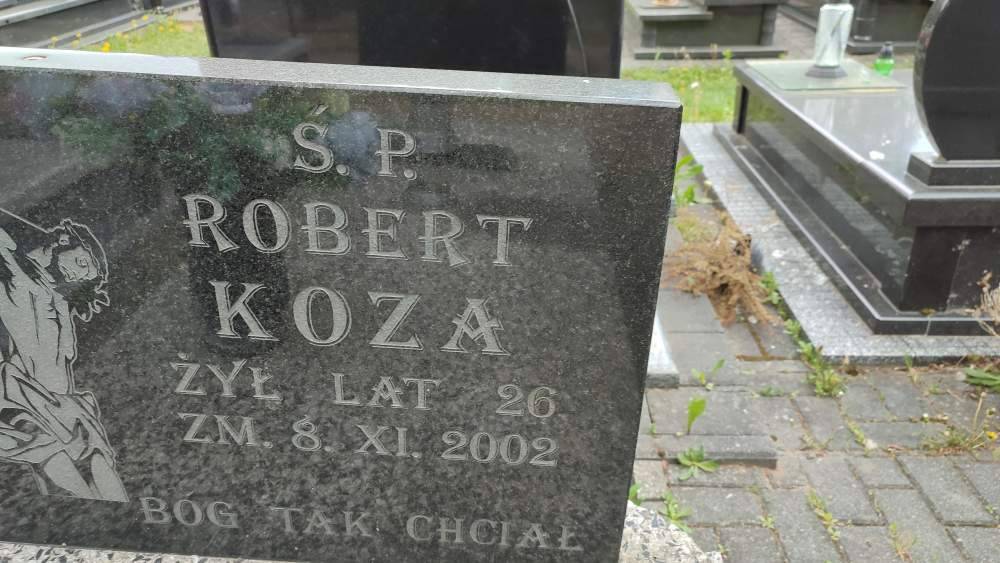 Ś. P.
ROBERT
KOZA
ŻYŁ LAT 26
ZM. 8. XI. 2002
BÓG TAK CHCIAŁ